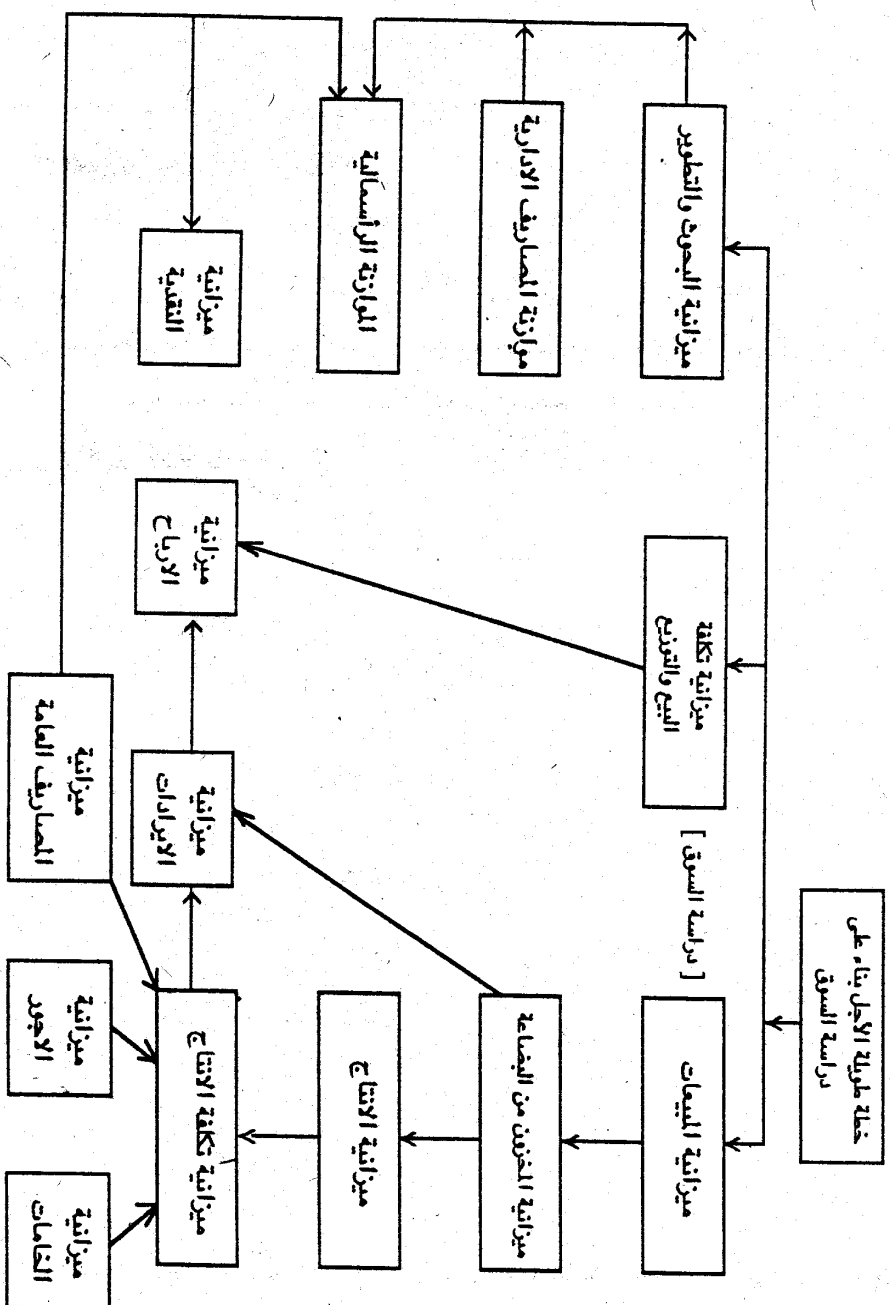 خطة طويلة الأجل بناء على
دراسة السوق
ميزانية المبيعات
[ دراسة السوق ]
ميزانية تكلفة
البيع والتوزيع
ميزانية البحوث والتطوير
ميزانية المخزون من البضاعة
موازنة المصاريف الادارية
ميزانية الانتاج
الموازنة الرأسمالية
ميزانية تكلفة الانتاج
ميزانية
الايرادات
ميزانية
الارباح
ميزانية
النقدية
ميزانية
الخامات
ميزانية
الاجور
ميزانية
المصاريف العامة